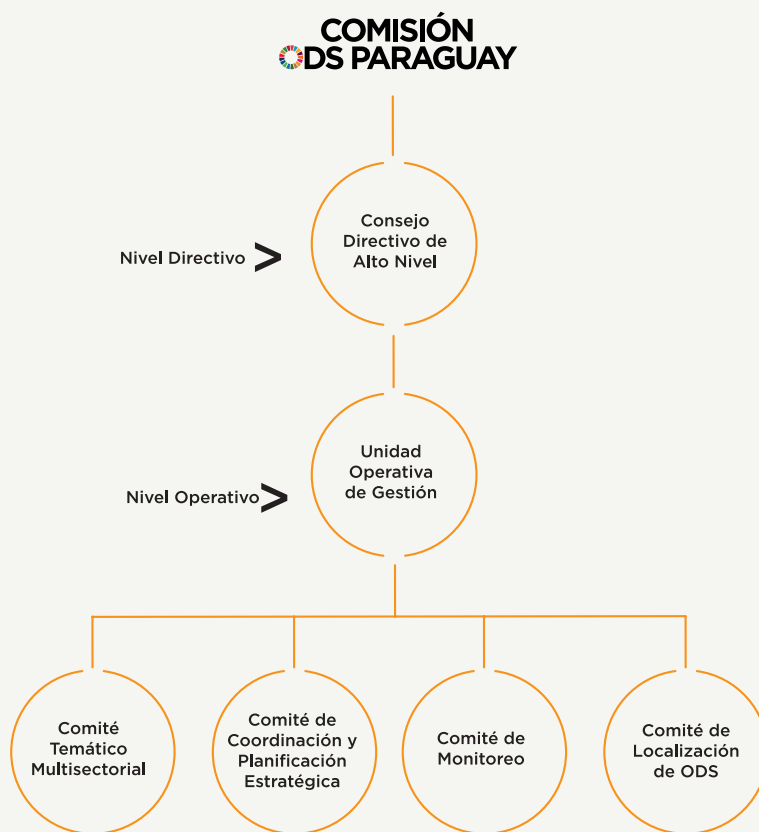 COMISIÓN
ODS PARAGUAY
Consejo
Directivo de
Alto Nivel
Nivel Directivo >
Unidad
Operativa
de Gestión
Nivel Operativo >
Comité
Temático
Multisectorial
Comité de
Coordinación y
Planificación
Estratégica
Comité de
Monitoreo
Comité de
Localización
de ODS